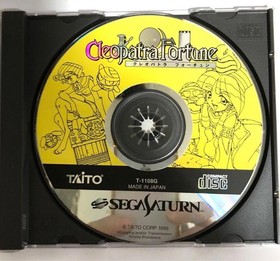 Cleopatra Fortune
クレオパトラ フォーチュン
TAITO
T-1108G
MADE IN JAPAN
COMPACT
disc
SEGA SATURN
© TAITO CORP.